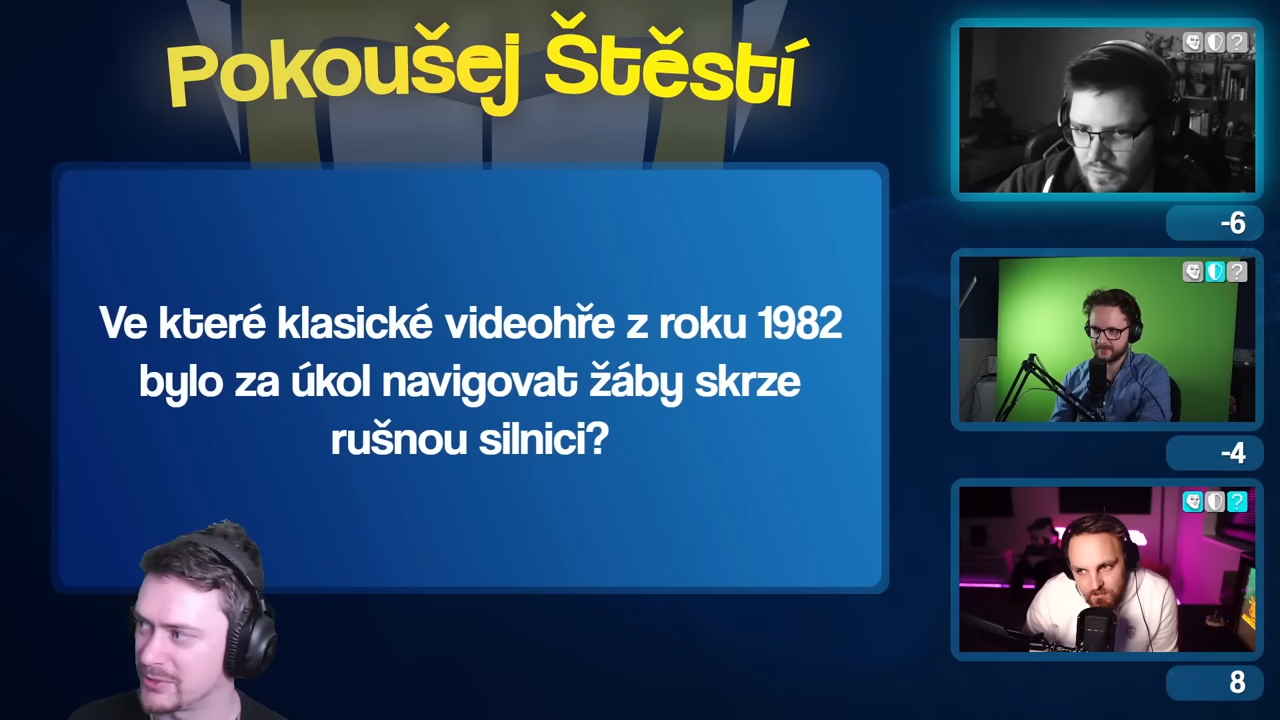 Pokoušej Štěstí
Ve které klasické videohře z roku 1982
bylo za úkol navigovat žáby skrze
rušnou silnici?
?
-6
?
-4
?
8